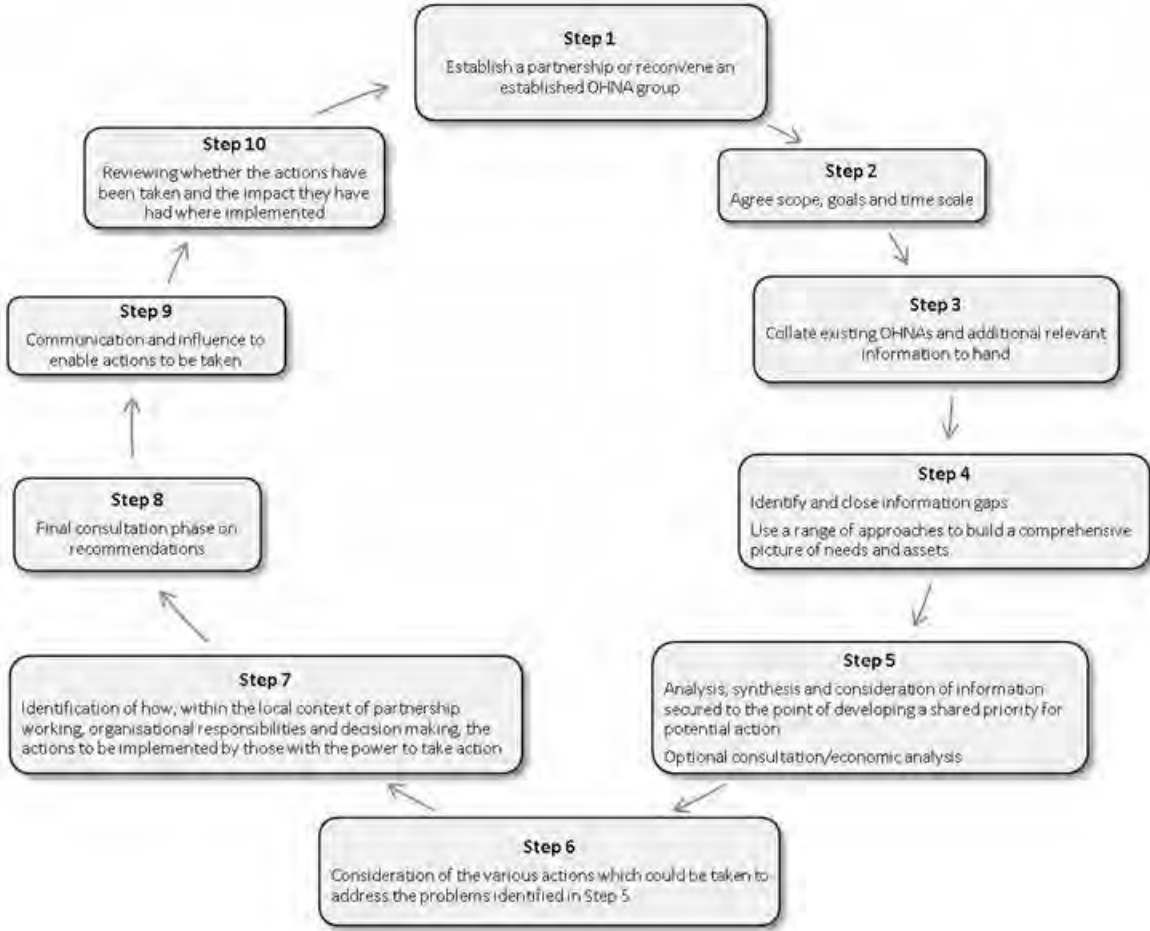 Step 1
Establish a partnership or reconvene an
established OHNA group
Step 2
Agree scope, goals and time scale
Step 3
Collate existing OHNAs and additional relevant
information to hand
Step 4
Identify and close information gaps
Use a range of approaches to build a comprehensive
picture of needs and assets
Step 5
Analysis, synthesis and consideration of information
secured to the point of developing a shared priority for
potential action
Optional consultation/economic analysis
Step 6
Consideration of the various actions which could be taken to
address the problems identified in Step 5
Step 7
Identification of how, within the local context of partnership
working, organisational responsibilities and decision making, the
actions to be implemented by those with the power to take action
Step 8
Final consultation phase on
recommendations
Step 9
Communication and influence to
enable actions to be taken
Step 10
Reviewing whether the actions have
been taken and the impact they have
had where implemented